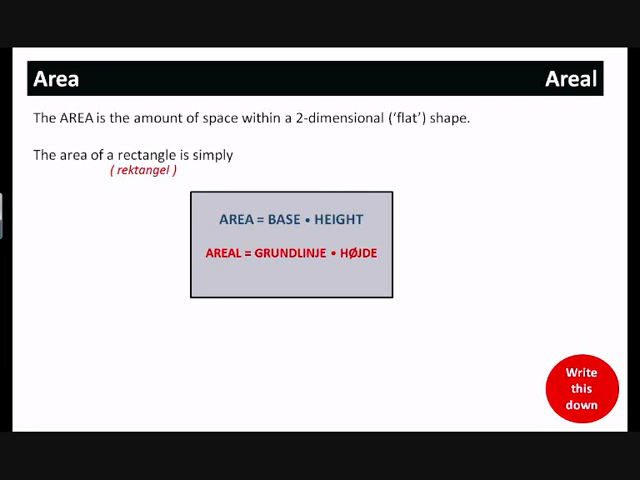 Area Areal
The AREA is the amount of space within a 2-dimensional (‘flat’) shape.
The area of a rectangle is simply
( rektangel )
AREA = BASE • HEIGHT
AREAL = GRUNDLINJE • HØJDE
Write
this
down